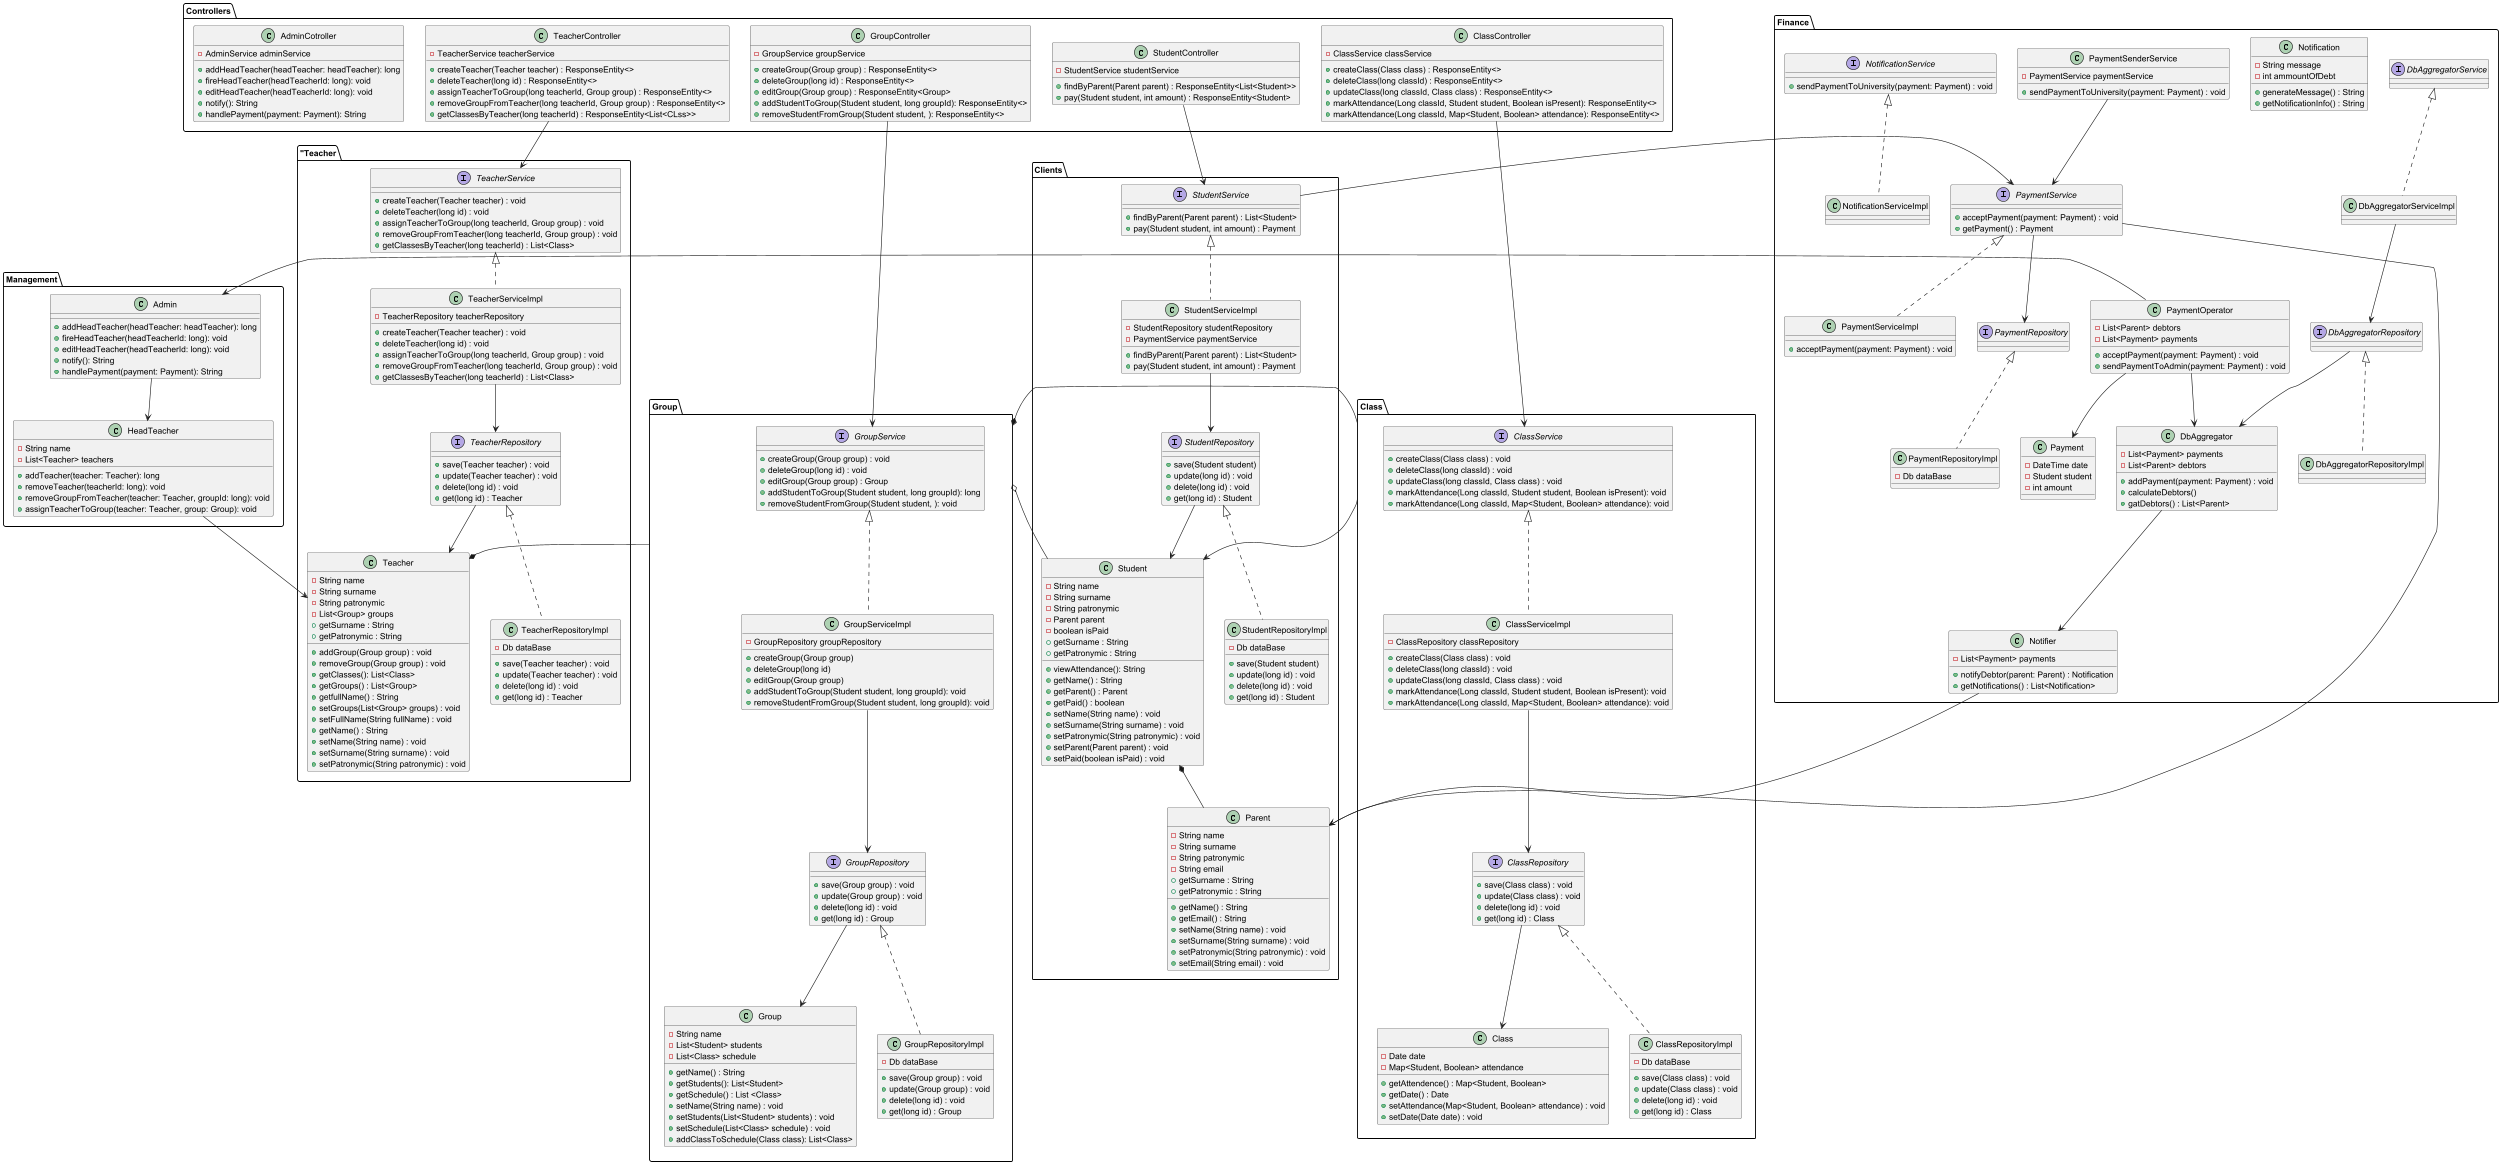 Controllers
C AdminCotroller
AdminService adminService
addHeadTeacher(headTeacher: headTeacher): long
fireHeadTeacher(headTeacherId: long): void
editHeadTeacher(headTeacherId: long): void
notify(): String
handlePayment(payment: Payment): String
C TeacherController
TeacherService teacherService
createTeacher(Teacher teacher) : ResponseEntity<>
deleteTeacher(long id) : ResponseEntity<>
assignTeacherToGroup(long teacherId, Group group) : ResponseEntity<>
removeGroupFromTeacher(long teacherId, Group group) : ResponseEntity<>
getClassesByTeacher(long teacherId) : ResponseEntity<List<CLss>>
C GroupController
GroupService groupService
createGroup(Group group) : ResponseEntity<>
deleteGroup(long id) : ResponseEntity<>
editGroup(Group group) : ResponseEntity<Group>
addStudentToGroup(Student student, long groupId): ResponseEntity<>
removeStudentFromGroup(Student student, ): ResponseEntity<>
C StudentController
StudentService studentService
findByParent(Parent parent) : ResponseEntity<List<Student>>
pay(Student student, int amount) : ResponseEntity<Student>
C ClassController
ClassService classService
createClass(Class class) : ResponseEntity<>
deleteClass(long classId) : ResponseEntity<>
updateClass(long classId, Class class) : ResponseEntity<>
markAttendance(Long classId, Student student, Boolean isPresent): ResponseEntity<>
markAttendance(Long classId, Map<Student, Boolean> attendance): ResponseEntity<>
Finance
I NotificationService
sendPaymentToUniversity(payment: Payment) : void
C PaymentSenderService
PaymentService paymentService
sendPaymentToUniversity(payment: Payment) : void
C Notification
String message
int ammountOfDebt
generateMessage() : String
getNotificationInfo() : String
I DbAggregatorService
C NotificationServiceImpl
I PaymentService
acceptPayment(payment: Payment) : void
getPayment() : Payment
C DbAggregatorServiceImpl
C PaymentServiceImpl
acceptPayment(payment: Payment) : void
I PaymentRepository
C PaymentOperator
List<Parent> debtors
List<Payment> payments
acceptPayment(payment: Payment) : void
sendPaymentToAdmin(payment: Payment) : void
I DbAggregatorRepository
C PaymentRepositoryImpl
Db dataBase
C Payment
DateTime date
Student student
int amount
C DbAggregator
List<Payment> payments
List<Parent> debtors
addPayment(payment: Payment) : void
calculateDebtors()
gatDebtors() : List<Parent>
C DbAggregatorRepositoryImpl
C Notifier
List<Payment> payments
notifyDebtor(parent: Parent) : Notification
getNotifications() : List<Notification>
"Teacher
I TeacherService
createTeacher(Teacher teacher) : void
deleteTeacher(long id) : void
assignTeacherToGroup(long teacherId, Group group) : void
removeGroupFromTeacher(long teacherId, Group group) : void
getClassesByTeacher(long teacherId) : List<Class>
C TeacherServiceImpl
TeacherRepository teacherRepository
createTeacher(Teacher teacher) : void
deleteTeacher(long id) : void
assignTeacherToGroup(long teacherId, Group group) : void
removeGroupFromTeacher(long teacherId, Group group) : void
getClassesByTeacher(long teacherId) : List<Class>
I TeacherRepository
save(Teacher teacher) : void
update(Teacher teacher) : void
delete(long id) : void
get(long id) : Teacher
C Teacher
String name
String surname
String patronymic
List<Group> groups
getSurname : String
getPatronymic : String
addGroup(Group group) : void
removeGroup(Group group) : void
getClasses(): List<Class>
getGroups() : List<Group>
getfullName() : String
setGroups(List<Group> groups) : void
setFullName(String fullName) : void
getName() : String
setName(String name) : void
setSurname(String surname) : void
setPatronymic(String patronymic) : void
C TeacherRepositoryImpl
Db dataBase
save(Teacher teacher) : void
update(Teacher teacher) : void
delete(long id) : void
get(long id) : Teacher
Management
C Admin
addHeadTeacher(headTeacher: headTeacher): long
fireHeadTeacher(headTeacherId: long): void
editHeadTeacher(headTeacherId: long): void
notify(): String
handlePayment(payment: Payment): String
C HeadTeacher
String name
List<Teacher> teachers
addTeacher(teacher: Teacher): long
removeTeacher(teacherId: long): void
removeGroupFromTeacher(teacher: Teacher, groupId: long): void
assignTeacherToGroup(teacher: Teacher, group: Group): void
Clients
I StudentService
findByParent(Parent parent) : List<Student>
pay(Student student, int amount) : Payment
C StudentServiceImpl
StudentRepository studentRepository
PaymentService paymentService
findByParent(Parent parent) : List<Student>
pay(Student student, int amount) : Payment
I StudentRepository
save(Student student)
update(long id) : void
delete(long id) : void
get(long id) : Student
C Student
String name
String surname
String patronymic
Parent parent
boolean isPaid
getSurname : String
getPatronymic : String
viewAttendance(): String
getName() : String
getParent() : Parent
getPaid() : boolean
setName(String name) : void
setSurname(String surname) : void
setPatronymic(String patronymic) : void
setParent(Parent parent) : void
setPaid(boolean isPaid) : void
C StudentRepositoryImpl
Db dataBase
save(Student student)
update(long id) : void
delete(long id) : void
get(long id) : Student
C Parent
String name
String surname
String patronymic
String email
getSurname : String
getPatronymic : String
getName() : String
getEmail() : String
setName(String name) : void
setSurname(String surname) : void
setPatronymic(String patronymic) : void
setEmail(String email) : void
Group
I GroupService
createGroup(Group group) : void
deleteGroup(long id) : void
editGroup(Group group) : Group
addStudentToGroup(Student student, long groupId): long
removeStudentFromGroup(Student student, ): void
C GroupServiceImpl
GroupRepository groupRepository
createGroup(Group group)
deleteGroup(long id)
editGroup(Group group)
addStudentToGroup(Student student, long groupId): void
removeStudentFromGroup(Student student, long groupId): void
I GroupRepository
save(Group group) : void
update(Group group) : void
delete(long id) : void
get(long id) : Group
C Group
String name
List<Student> students
List<Class> schedule
getName() : String
getStudents(): List<Student>
getSchedule() : List <Class>
setName(String name) : void
setStudents(List<Student> students) : void
setSchedule(List<Class> schedule) : void
addClassToSchedule(Class class): List<Class>
C GroupRepositoryImpl
Db dataBase
save(Group group) : void
update(Group group) : void
delete(long id) : void
get(long id) : Group
Class
I ClassService
createClass(Class class) : void
deleteClass(long classId) : void
updateClass(long classId, Class class) : void
markAttendance(Long classId, Student student, Boolean isPresent): void
markAttendance(Long classId, Map<Student, Boolean> attendance): void
C ClassServiceImpl
ClassRepository classRepository
createClass(Class class) : void
deleteClass(long classId) : void
updateClass(long classId, Class class) : void
markAttendance(Long classId, Student student, Boolean isPresent): void
markAttendance(Long classId, Map<Student, Boolean> attendance): void
I ClassRepository
save(Class class) : void
update(Class class) : void
delete(long id) : void
get(long id) : Class
C Class
Date date
Map<Student, Boolean> attendance
getAttendence() : Map<Student, Boolean>
getDate() : Date
setAttendance(Map<Student, Boolean> attendance) : void
setDate(Date date) : void
C ClassRepositoryImpl
Db dataBase
save(Class class) : void
update(Class class) : void
delete(long id) : void
get(long id) : Class